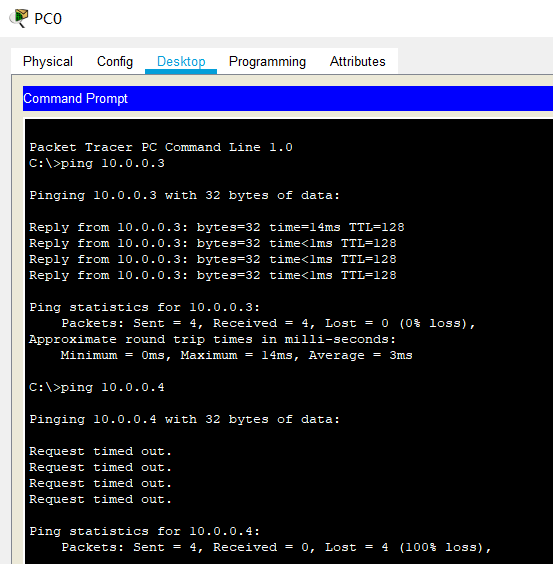 PC0
Physical Config Desktop Programming Attributes
Command Prompt
Packet Tracer PC Command Line 1.0
C:\>ping 10.0.0.3
Pinging 10.0.0.3 with 32 bytes of data:
Reply from 10.0.0.3: bytes=32 time=14ms TTL=128
Reply from 10.0.0.3: bytes=32 time<1ms TTL=128
Reply from 10.0.0.3: bytes=32 time<1ms TTL=128
Reply from 10.0.0.3: bytes=32 time<1ms TTL=128
Ping statistics for 10.0.0.3:
Packets: Sent = 4, Received = 4, Lost = 0 (0% loss),
Approximate round trip times in milli-seconds:
Minimum = 0ms, Maximum = 14ms, Average = 3ms
C:\>ping 10.0.0.4
Pinging 10.0.0.4 with 32 bytes of data:
Request timed out.
Request timed out.
Request timed out.
Request timed out.
Ping statistics for 10.0.0.4:
Packets: Sent = 4, Received = 0, Lost = 4 (100% loss),